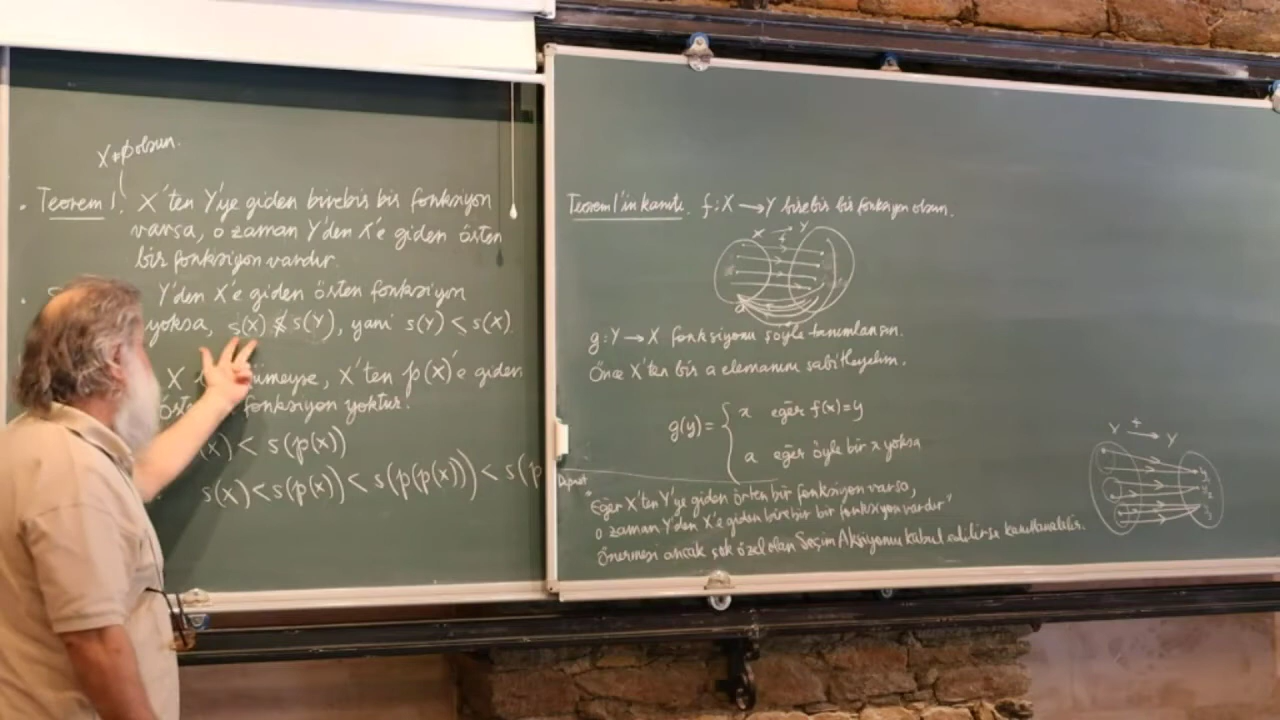 X≠∅ olsun.
. Teorem 1: X'ten Y'ye giden birebir bir fonksiyon
varsa, o zaman Y'den X'e giden örten
bir fonksiyon vardır.
Y'den X'e giden örten fonksiyon
yoksa, s(X) ≰ s(Y), yani s(Y) < s(X).
X kümeyse, X'ten p(X)'e giden
örten fonksiyon yoktur.
(X) < s(p(X))
s(X) < s(p(X)) < s(p(p(X))) < s(p
Teorem 1'in kanıtı. f: X → Y birebir bir fonksiyon olsun.
X f→ Y
g: Y → X fonksiyonu şöyle tanımlansın.
Önce X'ten bir a elemanını sabitleyelim.
g(y) = { x eğer f(x)=y
a eğer öyle bir x yoksa
X f→ Y
Dipnot
"Eğer X'ten Y'ye giden örten bir fonksiyon varsa,
o zaman Y'den X'e giden birebir bir fonksiyon vardır"
önermesi ancak çok özel olan Seçim Aksiyomu kabul edilirse kanıtlanabilir.